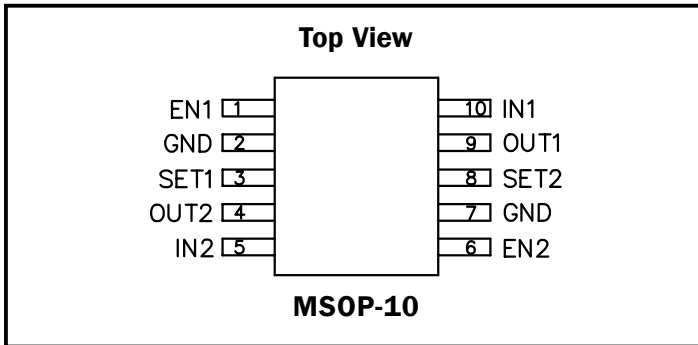 Top View
EN1 1 10 IN1
GND 2 9 OUT1
SET1 3 8 SET2
OUT2 4 7 GND
IN2 5 6 EN2
MSOP-10